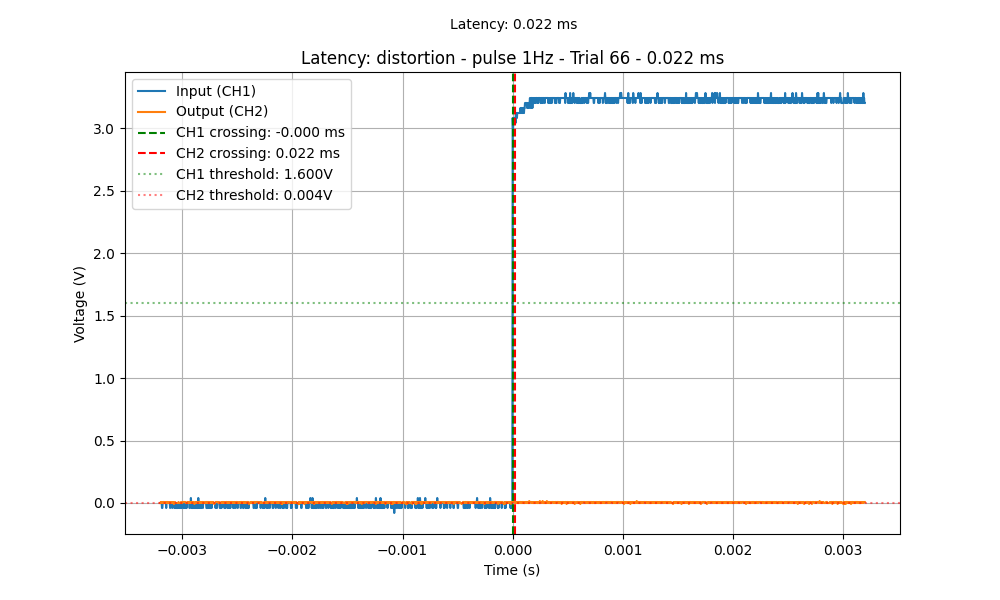 Latency: 0.022 ms
Latency: distortion - pulse 1Hz - Trial 66 - 0.022 ms
Input (CH1)
Output (CH2)
CH1 crossing: -0.000 ms
CH2 crossing: 0.022 ms
CH1 threshold: 1.600V
CH2 threshold: 0.004V
Voltage (V)
3.0
2.5
2.0
1.5
1.0
0.5
0.0
−0.003
−0.002
−0.001
0.000
0.001
0.002
0.003
Time (s)